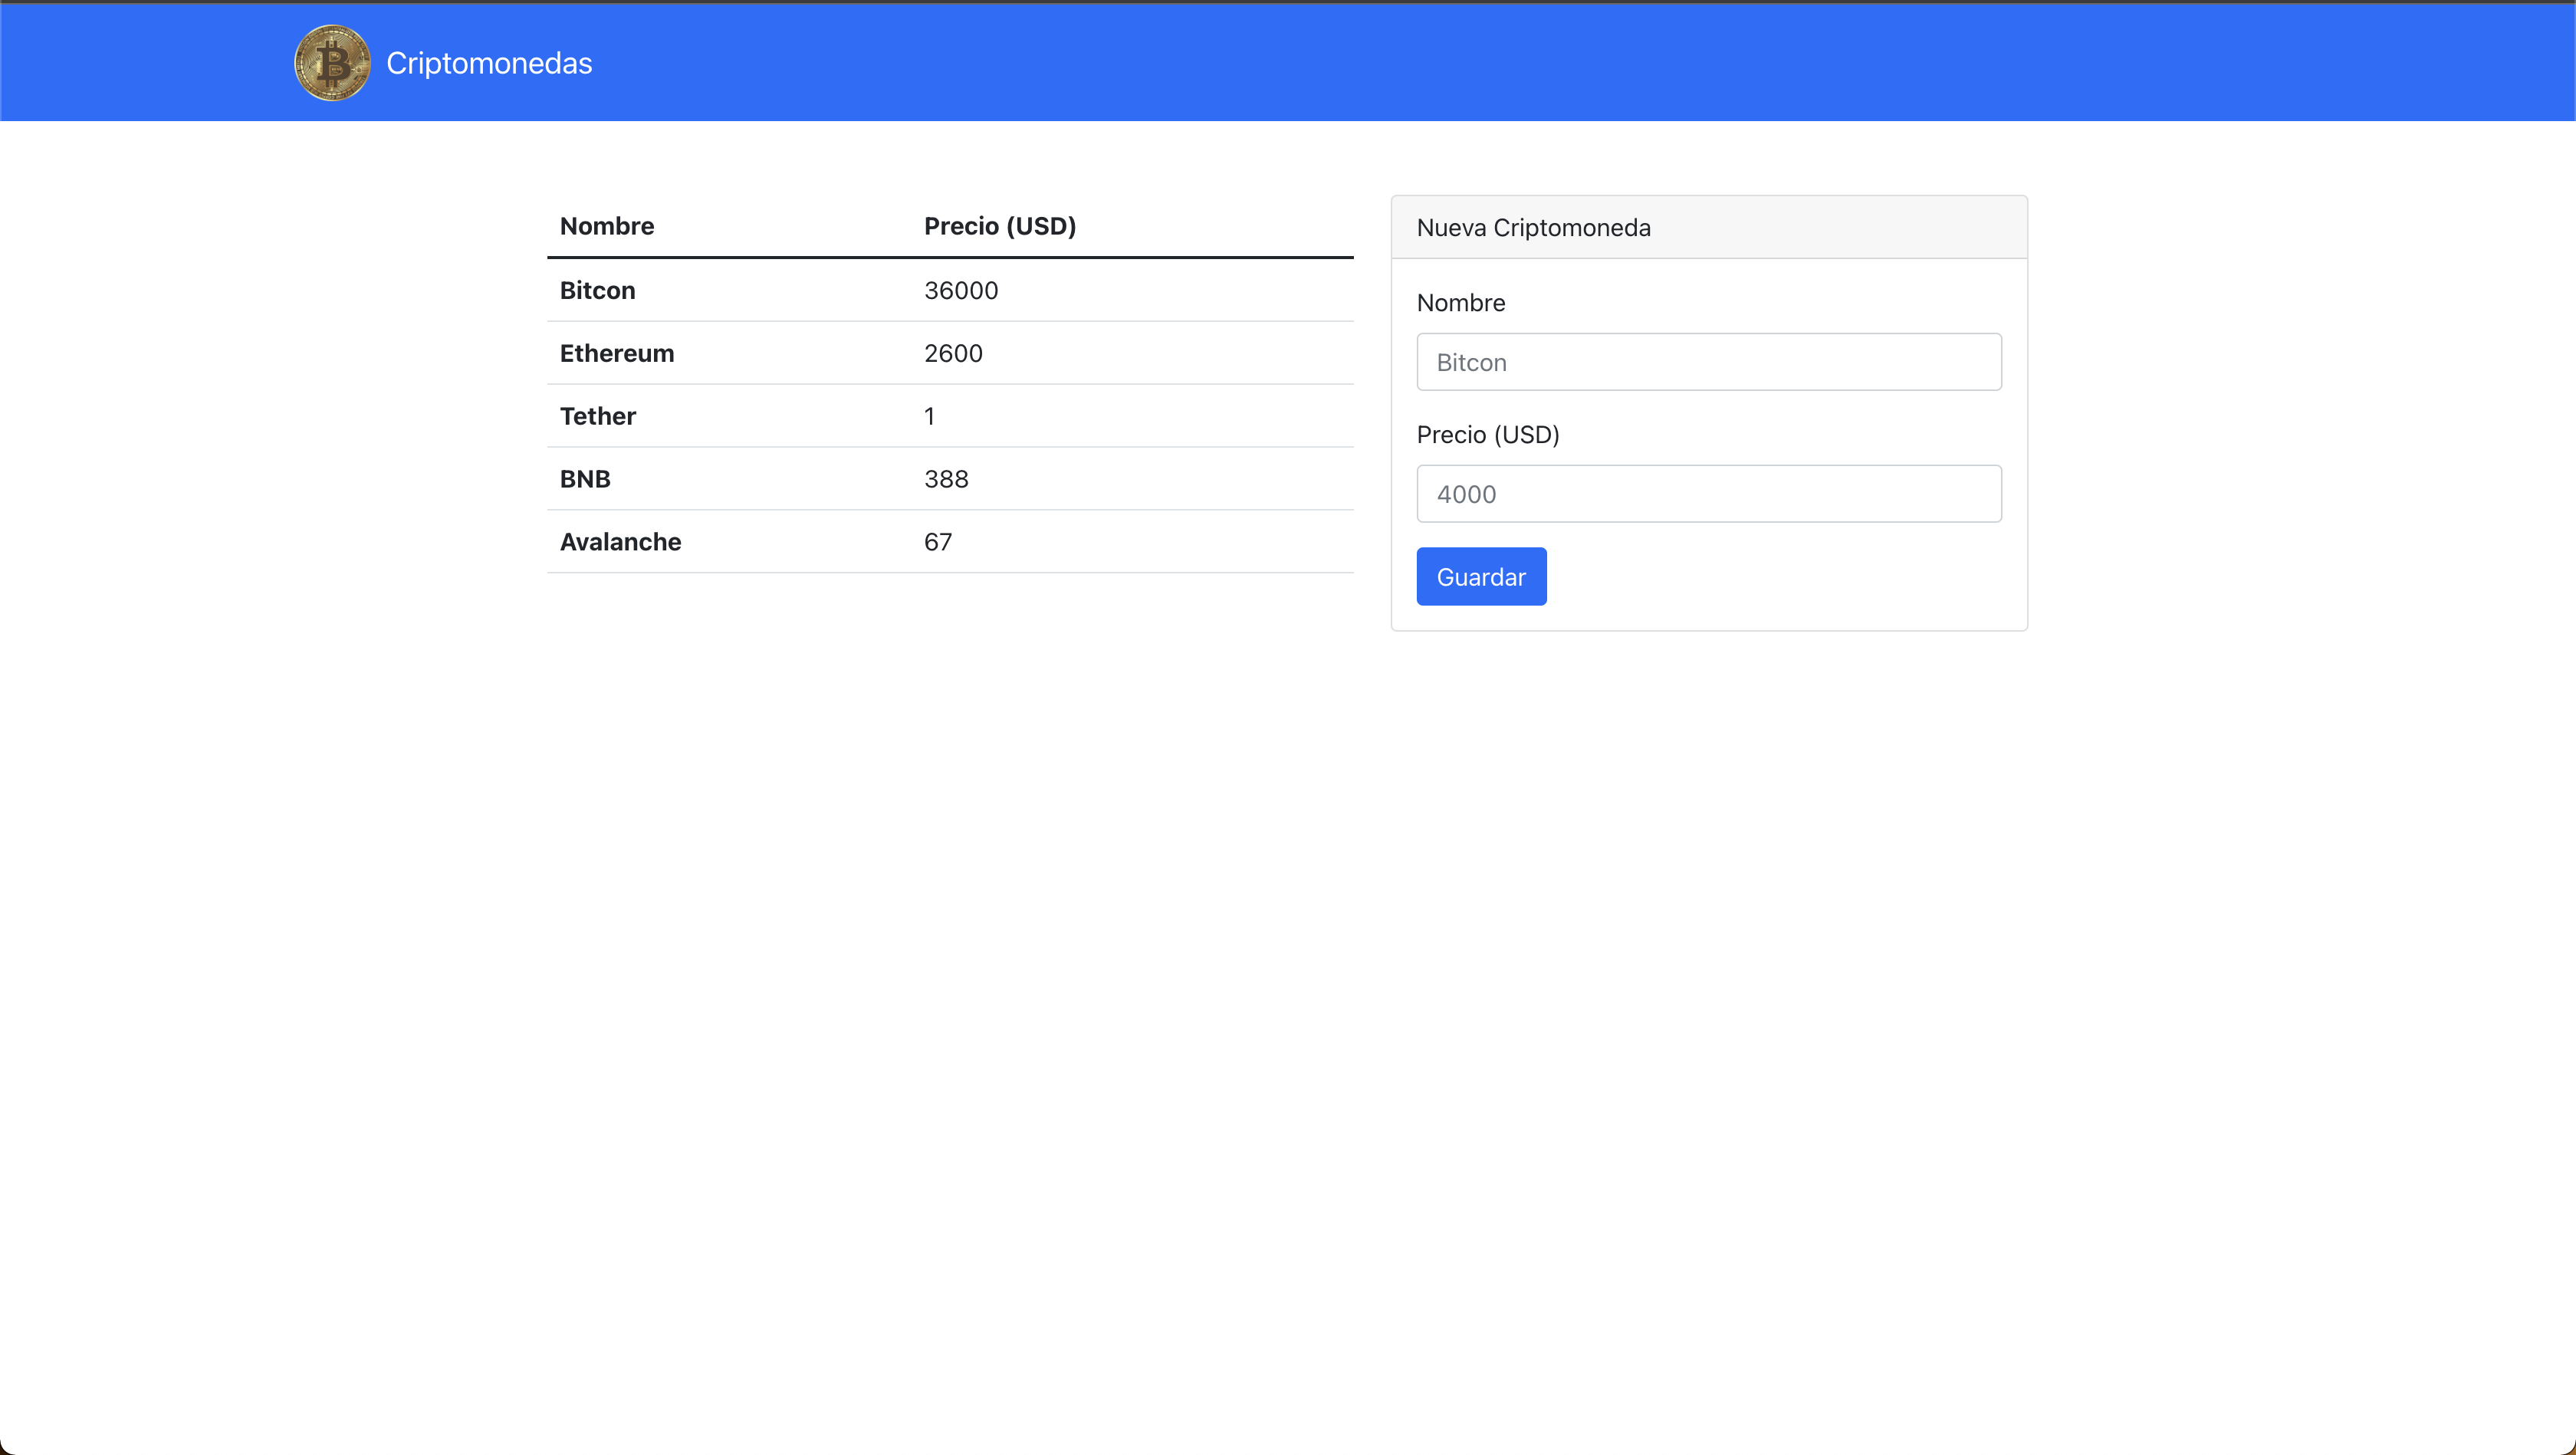 Criptomonedas
Nombre Precio (USD)
Bitcon 36000
Ethereum 2600
Tether 1
BNB 388
Avalanche 67
Nueva Criptomoneda
Nombre
Bitcon
Precio (USD)
4000
Guardar